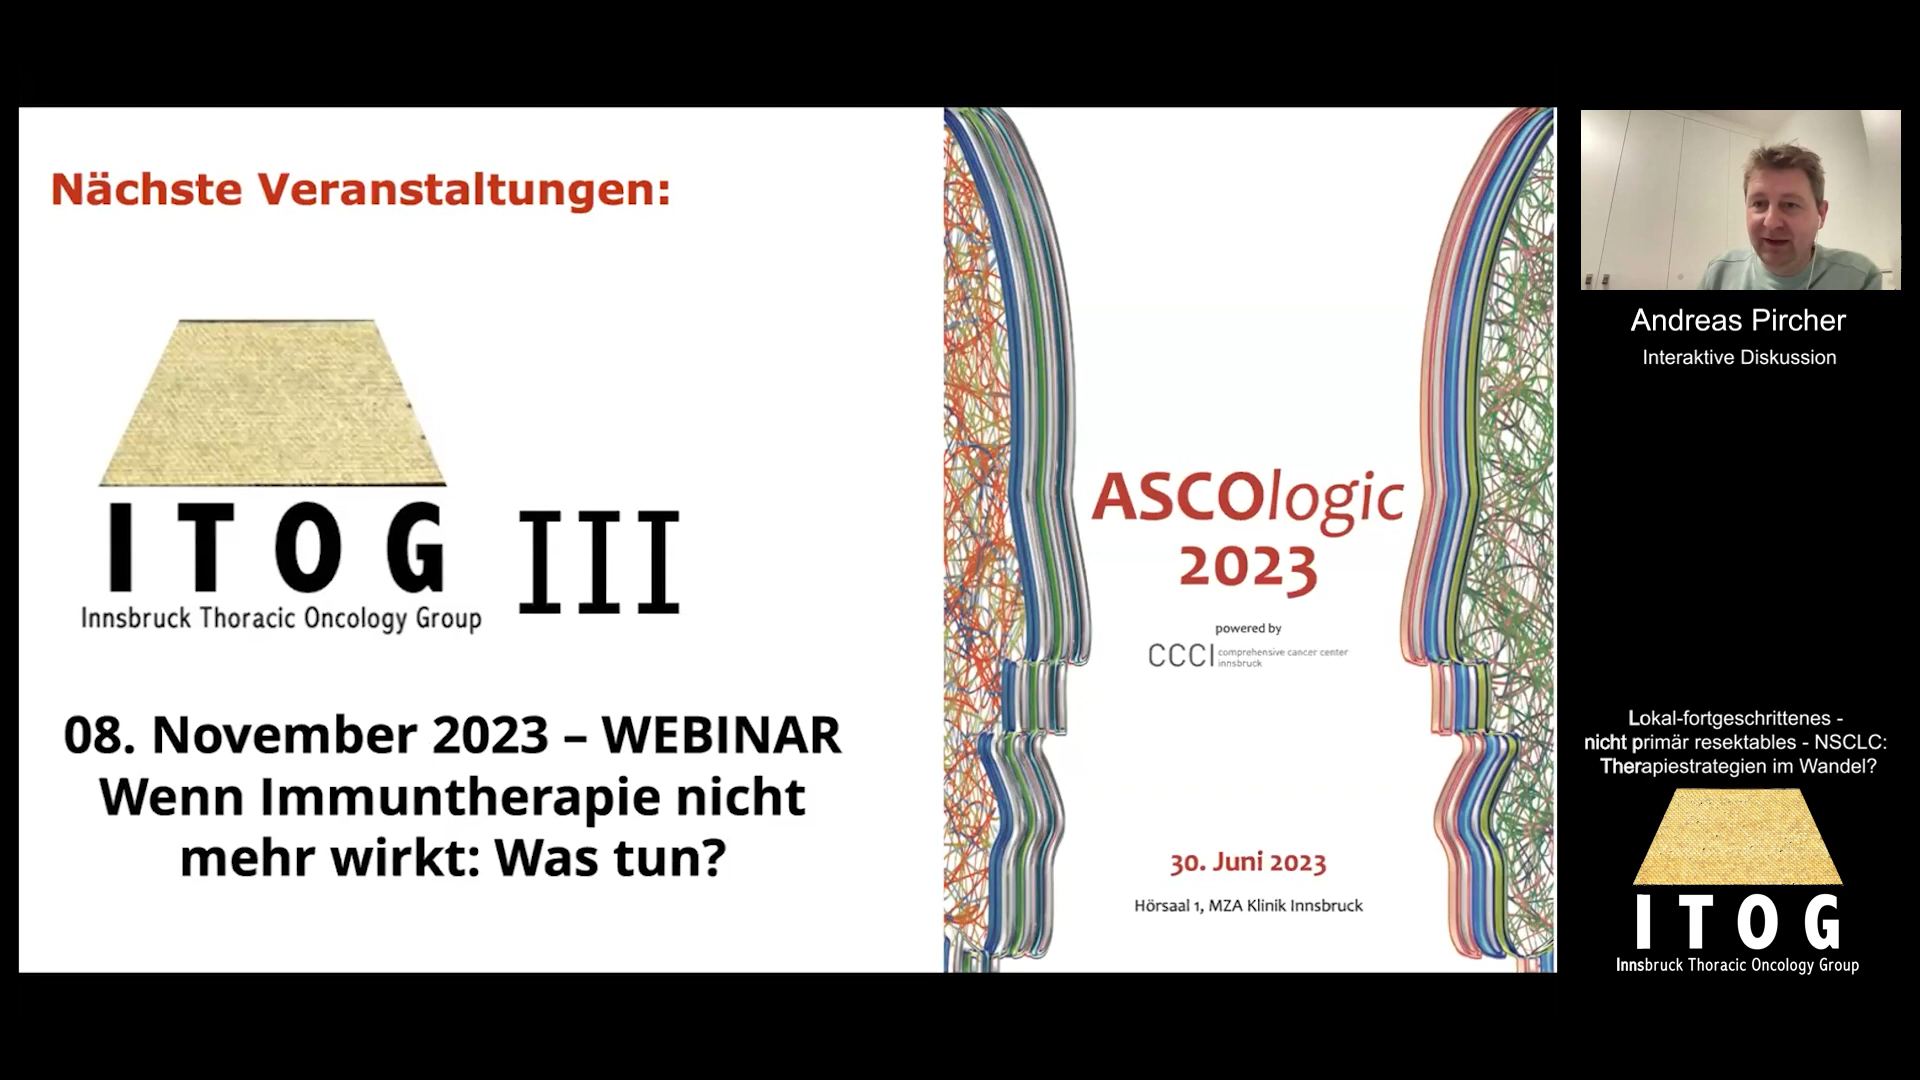 Nächste Veranstaltungen:
ITOG III
Innsbruck Thoracic Oncology Group
08. November 2023 – WEBINAR
Wenn Immuntherapie nicht
mehr wirkt: Was tun?
ASCOlogic
2023
powered by
CCCI comprehensive cancer center
innsbruck
30. Juni 2023
Hörsaal 1, MZA Klinik Innsbruck
Andreas Pircher
Interaktive Diskussion
Lokal-fortgeschrittenes -
nicht primär resektables - NSCLC:
Therapiestrategien im Wandel?
ITOG
Innsbruck Thoracic Oncology Group